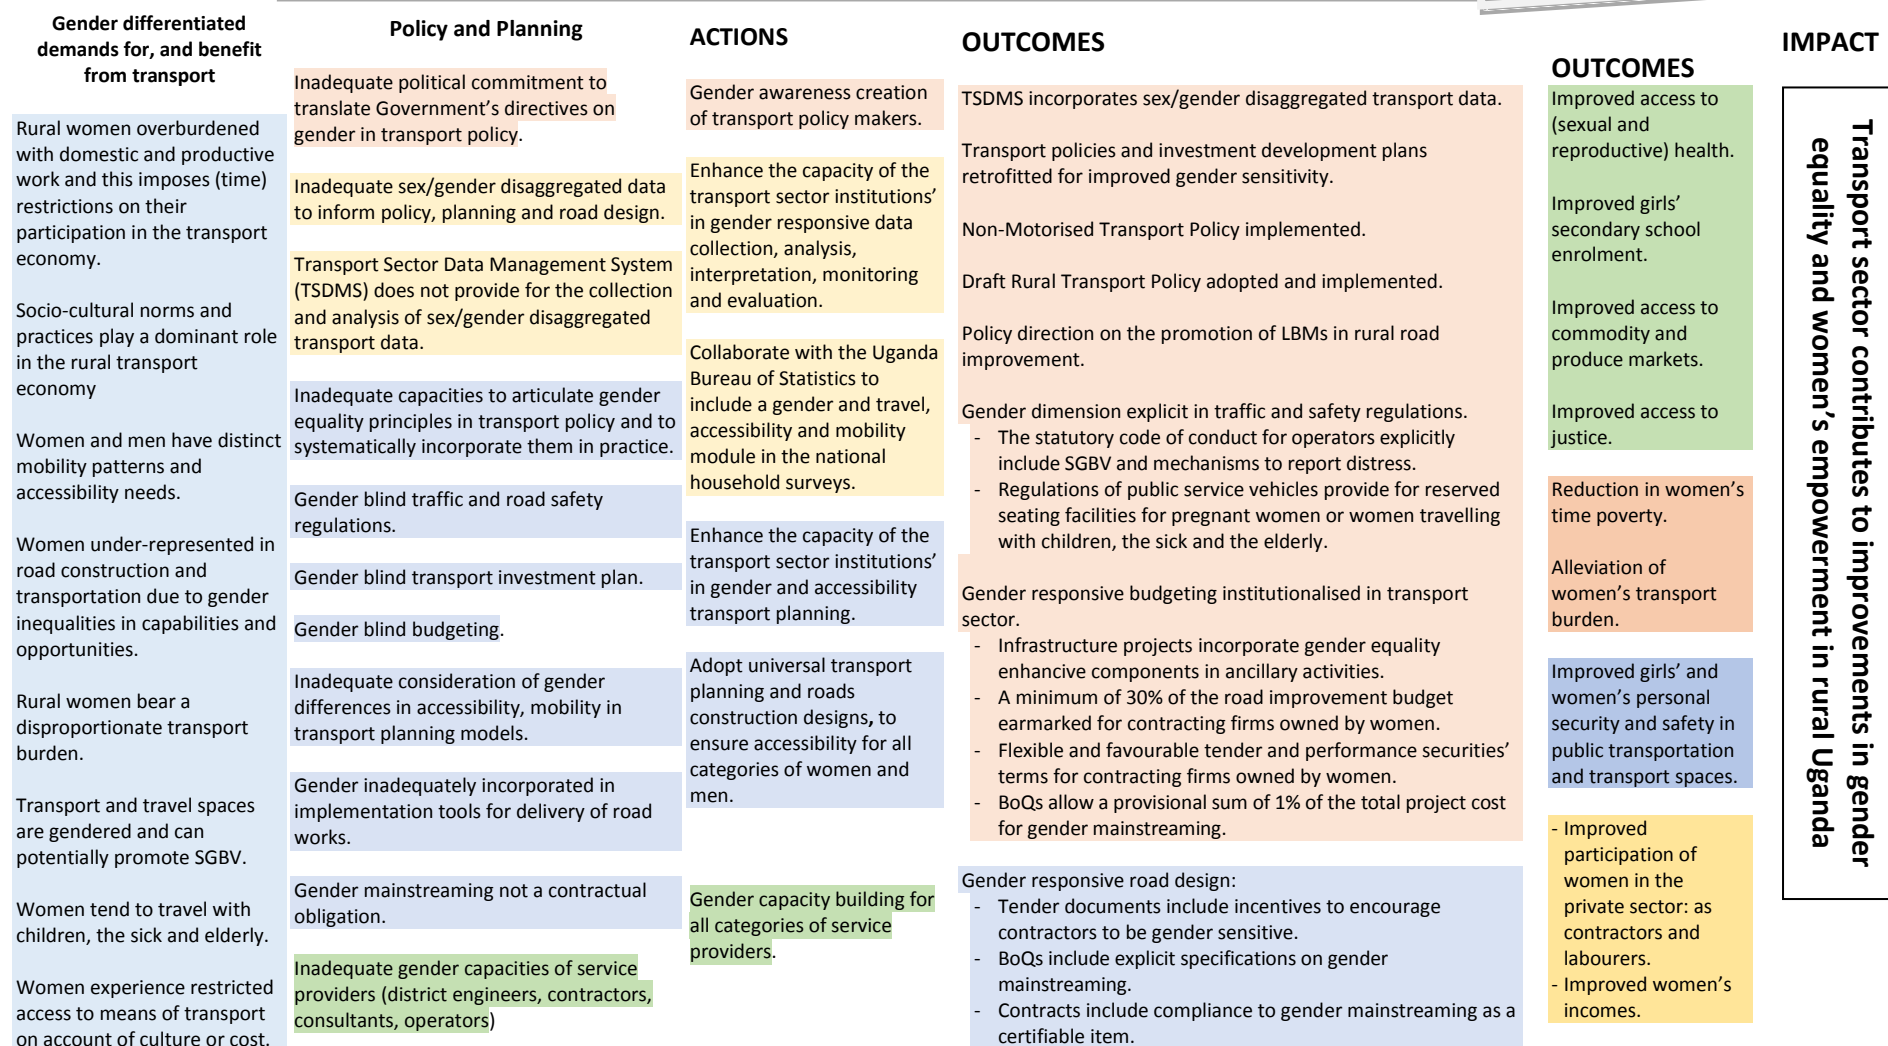 Gender differentiated
demands for, and benefit
from transport
Rural women overburdened
with domestic and productive
work and this imposes (time)
restrictions on their
participation in the transport
economy.
Socio-cultural norms and
practices play a dominant role
in the rural transport
economy
Women and men have distinct
mobility patterns and
accessibility needs.
Women under-represented in
road construction and
transportation due to gender
inequalities in capabilities and
opportunities.
Rural women bear a
disproportionate transport
burden.
Transport and travel spaces
are gendered and can
potentially promote SGBV.
Women tend to travel with
children, the sick and elderly.
Women experience restricted
access to means of transport
on account of culture or cost.
Policy and Planning
Inadequate political commitment to
translate Government's directives on
gender in transport policy.
Inadequate sex/gender disaggregated data
to inform policy, planning and road design.
Transport Sector Data Management System
(TSDMS) does not provide for the collection
and analysis of sex/gender disaggregated
transport data.
Inadequate capacities to articulate gender
equality principles in transport policy and to
systematically incorporate them in practice.
Gender blind traffic and road safety
regulations.
Gender blind transport investment plan.
Gender blind budgeting.
Inadequate consideration of gender
differences in accessibility, mobility in
transport planning models.
Gender inadequately incorporated in
implementation tools for delivery of road
works.
Gender mainstreaming not a contractual
obligation.
Inadequate gender capacities of service
providers (district engineers, contractors,
consultants, operators)
ACTIONS
Gender awareness creation
of transport policy makers.
Enhance the capacity of the
transport sector institutions'
in gender responsive data
collection, analysis,
interpretation, monitoring
and evaluation.
Collaborate with the Uganda
Bureau of Statistics to
include a gender and travel,
accessibility and mobility
module in the national
household surveys.
Enhance the capacity of the
transport sector institutions'
in gender and accessibility
transport planning.
Adopt universal transport
planning and roads
construction designs, to
ensure accessibility for all
categories of women and
men.
Gender capacity building for
all categories of service
providers.
OUTCOMES
TSDMS incorporates sex/gender disaggregated transport data.
Transport policies and investment development plans
retrofitted for improved gender sensitivity.
Non-Motorised Transport Policy implemented.
Draft Rural Transport Policy adopted and implemented.
Policy direction on the promotion of LBMs in rural road
improvement.
Gender dimension explicit in traffic and safety regulations.
- The statutory code of conduct for operators explicitly
include SGBV and mechanisms to report distress.
- Regulations of public service vehicles provide for reserved
seating facilities for pregnant women or women travelling
with children, the sick and the elderly.
Gender responsive budgeting institutionalised in transport
sector.
- Infrastructure projects incorporate gender equality
enhancive components in ancillary activities.
- A minimum of 30% of the road improvement budget
earmarked for contracting firms owned by women.
- Flexible and favourable tender and performance securities'
terms for contracting firms owned by women.
- BoQs allow a provisional sum of 1% of the total project cost
for gender mainstreaming.
Gender responsive road design:
- Tender documents include incentives to encourage
contractors to be gender sensitive.
- BoQs include explicit specifications on gender
mainstreaming.
- Contracts include compliance to gender mainstreaming as a
certifiable item.
OUTCOMES
Improved access to
(sexual and
reproductive) health.
Improved girls'
secondary school
enrolment.
Improved access to
commodity and
produce markets.
Improved access to
justice.
Reduction in women's
time poverty.
Alleviation of
women's transport
burden.
Improved girls' and
women's personal
security and safety in
public transportation
and transport spaces.
- Improved
participation of
women in the
private sector: as
contractors and
labourers.
- Improved women's
incomes.
IMPACT
Transport sector contributes to improvements in gender
equality and women's empowerment in rural Uganda